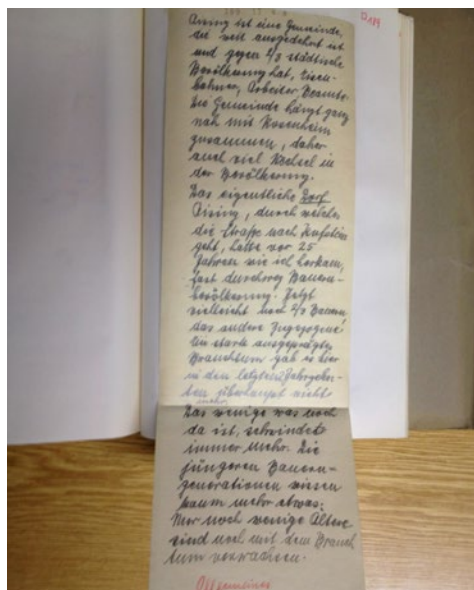 Aising ist eine Gemeinde,
die weit ausgedehnt ist
und gegen 2/3 städtische
Bevölkerung hat, Eisen-
bahner, Arbeiter, Beamte.
Die Gemeinde hängt ganz
nah mit Rosenheim
zusammen, daher
auch viel Wechsel in
der Bevölkerung.
Das eigentliche Dorf
Aising, durch welches
die Straße nach Kufstein
geht, hatte vor 25
Jahren wie ich herkam,
fast durchweg Bauern-
bevölkerung. Jetzt
vielleicht noch 2/3 Bauern
das andere Zugezogene!
Ein stark ausgeprägtes
Brauchtum gab es hier
in den letzten Jahrzehn-
ten überhaupt nicht
mehr.
Das wenige was noch
da ist, schwindet
immer mehr. Die
jüngeren Bauern-
generationen wissen
kaum mehr etwas:
Nur noch wenige Ältere
sind noch mit dem Brauch
tum verwachsen.
Allgemeines